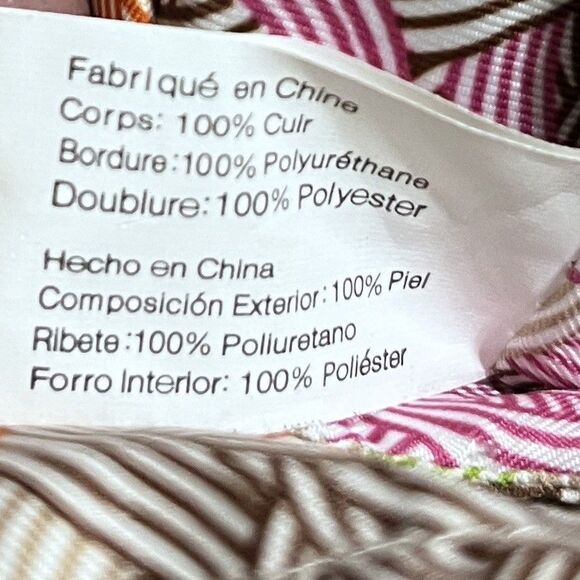 Fabriqué en Chine
Corps: 100% Cuir
Bordure:100% Polyuréthane
Doublure:100% Polyester
Hecho en China
Composición Exterior:100% Piel
Ribete:100% Poliuretano
Forro Interior: 100% Poliéster